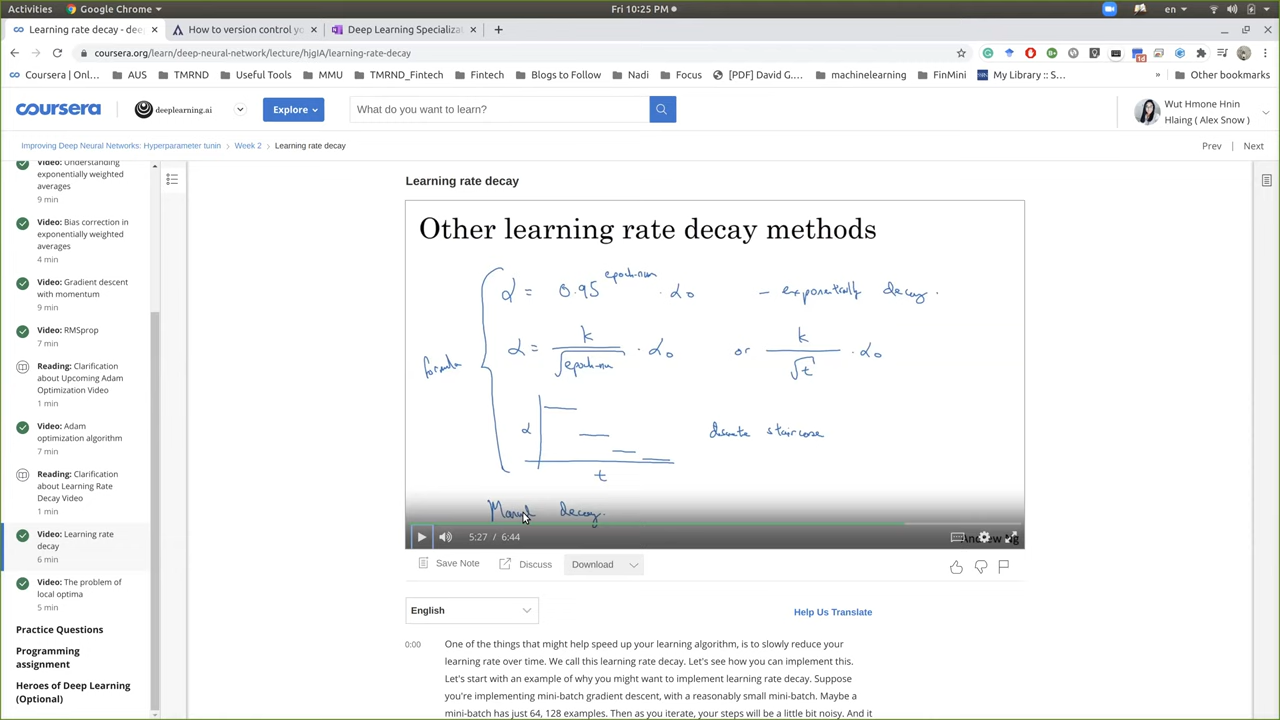 Activities
Google Chrome
Fri 10:25 PM
en
Learning rate decay - dee
How to version control yo
Deep Learning Specializa
coursera.org/learn/deep-neural-network/lecture/hjgIA/learning-rate-decay
Coursera | Onl...
AUS
TMRND
Useful Tools
MMU
TMRND_Fintech
Fintech
Blogs to Follow
Nadi
Focus
[PDF] David G....
machinelearning
FinMini
My Library :: S...
»
Other bookmarks
coursera
deeplearning.ai
Explore
What do you want to learn?
Wut Hmone Hnin
Hlaing ( Alex Snow )
Improving Deep Neural Networks: Hyperparameter tunin
Week 2
Learning rate decay
Prev
Next
Video: Understanding
exponentially weighted
averages
9 min
Video: Bias correction in
exponentially weighted
averages
4 min
Video: Gradient descent
with momentum
9 min
Video: RMSprop
7 min
Reading: Clarification
about Upcoming Adam
Optimization Video
1 min
Video: Adam
optimization algorithm
7 min
Reading: Clarification
about Learning Rate
Decay Video
1 min
Video: Learning rate
decay
6 min
Video: The problem of
local optima
5 min
Practice Questions
Programming
assignment
Heroes of Deep Learning
(Optional)
Learning rate decay
Other learning rate decay methods
formula
α = 0.95^epoch-num · α₀ - exponentially decay.
α = k / √epoch-num · α₀ or k / √t · α₀
α
t
discrete staircase
Manual decay.
5:27 / 6:44
Andrew Ng
Save Note
Discuss
Download
English
Help Us Translate
0:00
One of the things that might help speed up your learning algorithm, is to slowly reduce your
learning rate over time. We call this learning rate decay. Let's see how you can implement this.
Let's start with an example of why you might want to implement learning rate decay. Suppose
you're implementing mini-batch gradient descent, with a reasonably small mini-batch. Maybe a
mini-batch has just 64, 128 examples. Then as you iterate, your steps will be a little bit noisy. And it